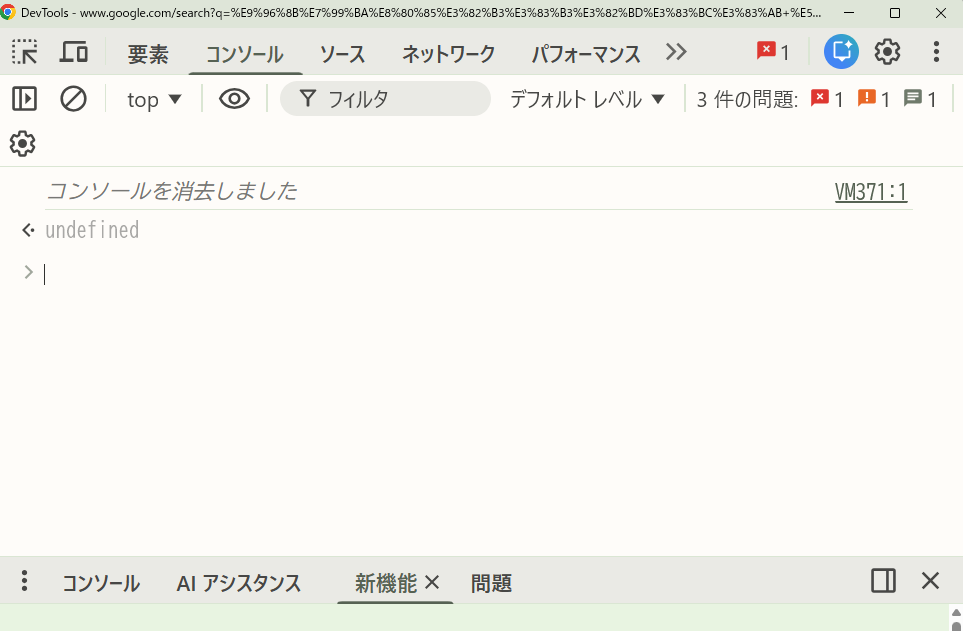 DevTools - www.google.com/search?q=%E9%96%8B%E7%99%BA%E8%80%85%E3%82%B3%E3%83%B3%E3%82%BD%E3%83%BC%E3%83%AB+%E5...
要素 コンソール ソース ネットワーク パフォーマンス 1
top フィルタ デフォルト レベル 3 件の問題: 1 1 1
コンソールを消去しました VM371:1
undefined
コンソール AI アシスタンス 新機能 問題